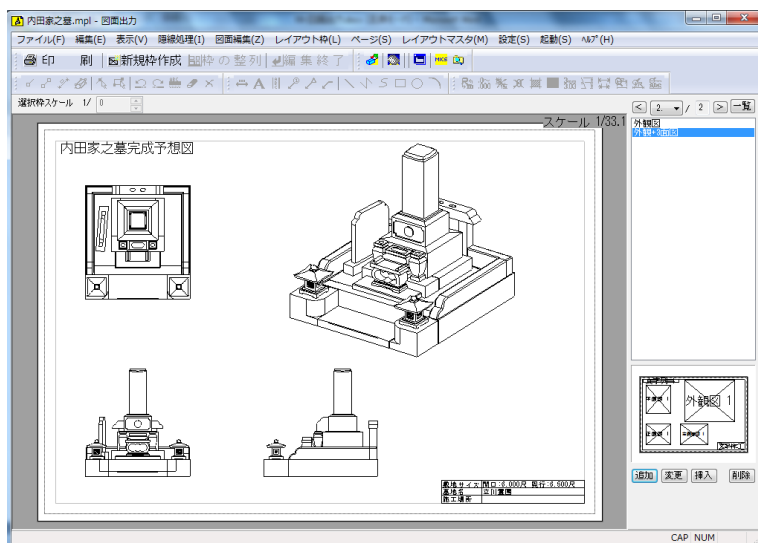 内田家之墓.mpl - 図面出力
ファイル(F) 編集(E) 表示(V) 隠線処理(I) 図面編集(Z) レイアウト枠(L) ページ(S) レイアウトマスタ(M) 設定(S) 起動(S) ﾍﾙﾌﾟ(H)
印 刷 新規枠作成 枠の整列 編集終了
選択枠スケール 1/ 0
< 2. / 2 > 一覧
スケール 1/33.1
外観図
外観+3面図
内田家之墓完成予想図
外観図 1
敷地サイズ 間口:6.000尺 奥行:6.500尺
墓地名 立川霊園
施工場所
追加 変更 挿入 削除
CAP NUM